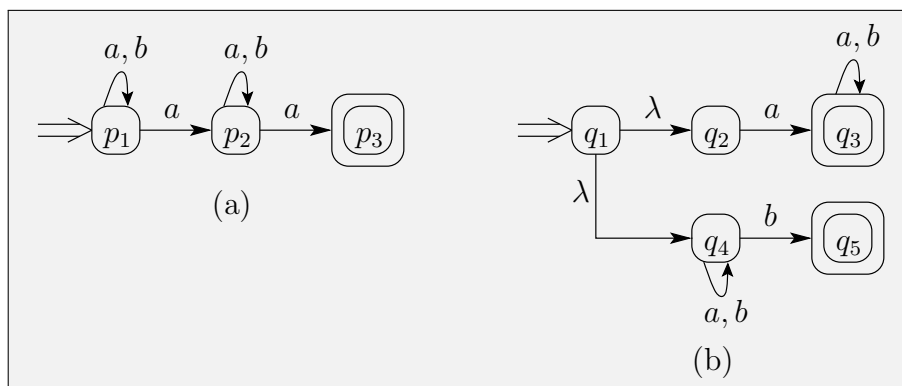 a, b
a, b
p₁
a
p₂
a
p₃
(a)
a, b
q₁
λ
q₂
a
q₃
λ
q₄
b
q₅
a, b
(b)